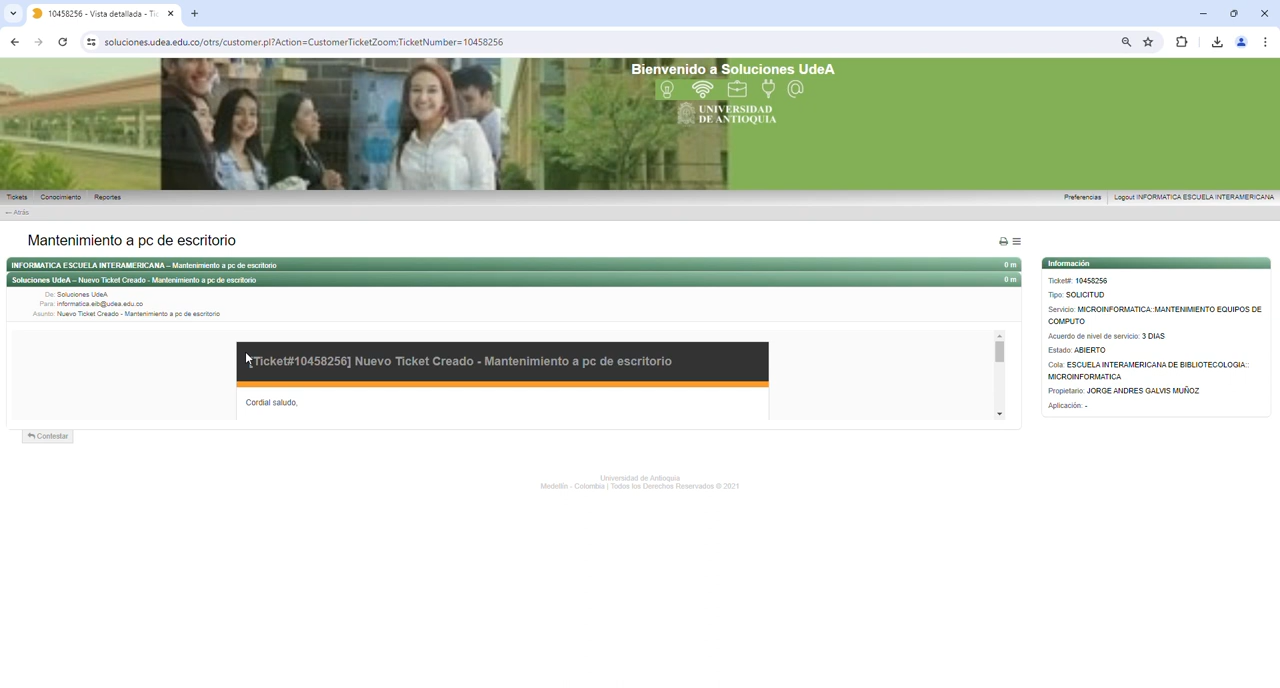 10458256 - Vista detallada - Tic
soluciones.udea.edu.co/otrs/customer.pl?Action=CustomerTicketZoom;TicketNumber=10458256
Bienvenido a Soluciones UdeA
UNIVERSIDAD
DE ANTIOQUIA
Tickets Conocimiento Reportes Preferencias Logout INFORMATICA ESCUELA INTERAMERICANA
← Atrás
Mantenimiento a pc de escritorio
INFORMATICA ESCUELA INTERAMERICANA – Mantenimiento a pc de escritorio 0 m
Soluciones UdeA – Nuevo Ticket Creado - Mantenimiento a pc de escritorio 0 m
De: Soluciones UdeA
Para: informatica.eib@udea.edu.co
Asunto: Nuevo Ticket Creado - Mantenimiento a pc de escritorio
[Ticket#10458256] Nuevo Ticket Creado - Mantenimiento a pc de escritorio
Cordial saludo,
Contestar
Información
Ticket#: 10458256
Tipo: SOLICITUD
Servicio: MICROINFORMATICA::MANTENIMIENTO EQUIPOS DE
COMPUTO
Acuerdo de nivel de servicio: 3 DIAS
Estado: ABIERTO
Cola: ESCUELA INTERAMERICANA DE BIBLIOTECOLOGIA::
MICROINFORMATICA
Propietario: JORGE ANDRES GALVIS MUÑOZ
Aplicación: -
Universidad de Antioquia
Medellín - Colombia | Todos los Derechos Reservados © 2021